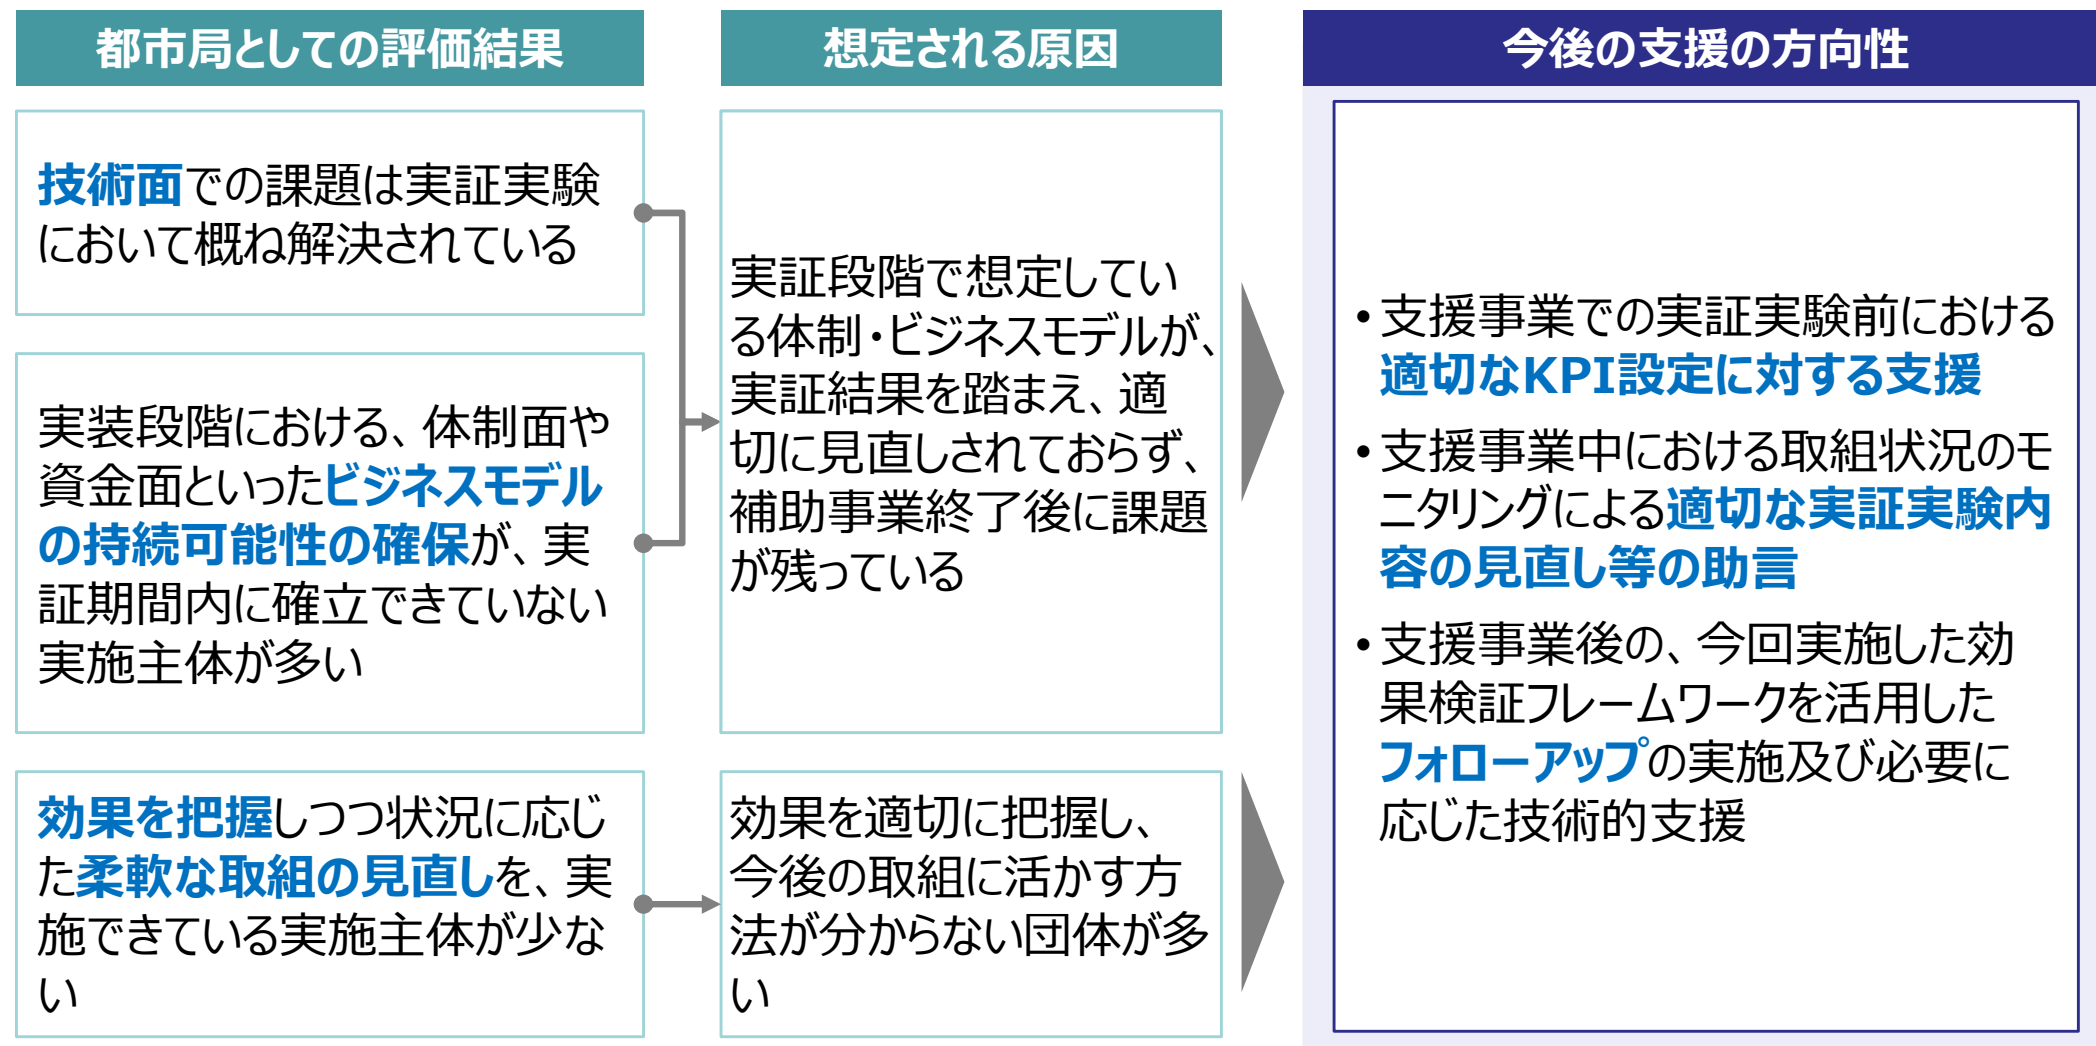 都市局としての評価結果
技術面での課題は実証実験
において概ね解決されている
実装段階における、体制面や
資金面といったビジネスモデル
の持続可能性の確保が、実
証期間内に確立できていない
実施主体が多い
効果を把握しつつ状況に応じ
た柔軟な取組の見直しを、実
施できている実施主体が少な
い
想定される原因
実証段階で想定してい
る体制・ビジネスモデルが、
実証結果を踏まえ、適
切に見直しされておらず、
補助事業終了後に課題
が残っている
効果を適切に把握し、
今後の取組に活かす方
法が分からない団体が多
い
今後の支援の方向性
・支援事業での実証実験前における
適切なKPI設定に対する支援
・支援事業中における取組状況のモ
ニタリングによる適切な実証実験内
容の見直し等の助言
・支援事業後の、今回実施した効
果検証フレームワークを活用した
フォローアップの実施及び必要に
応じた技術的支援